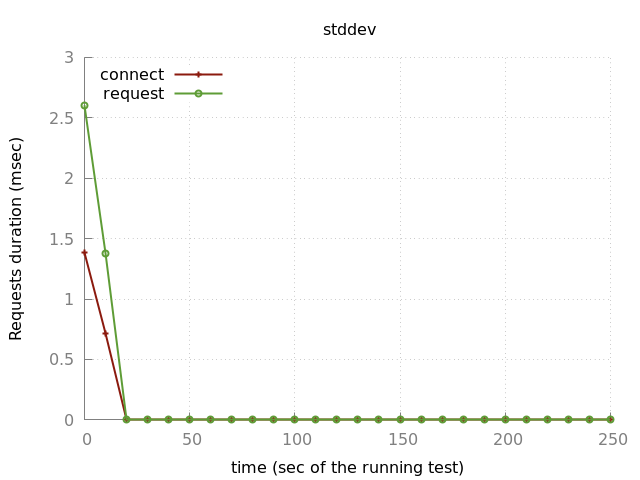 stddev
connect
request
Requests duration (msec)
3
2.5
2
1.5
1
0.5
0
0 50 100 150 200 250
time (sec of the running test)